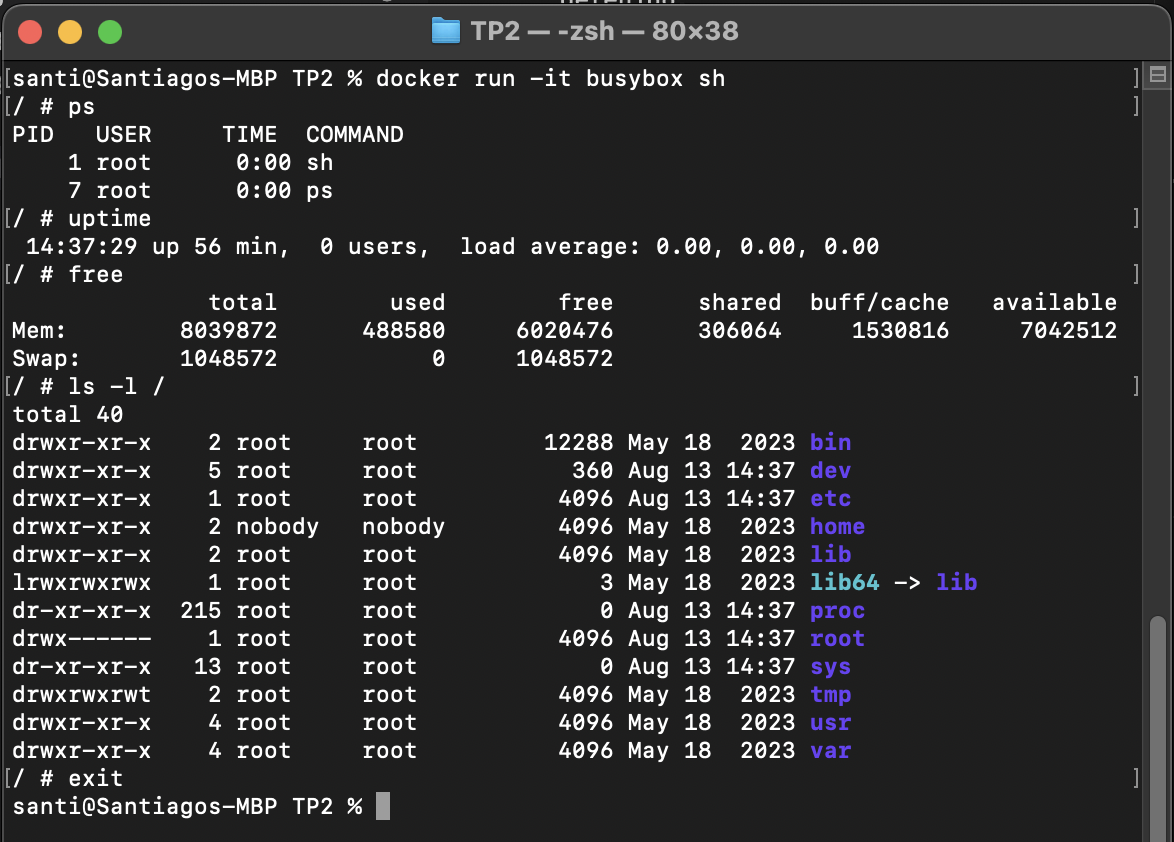 TP2 — -zsh — 80×38
[santi@Santiagos-MBP TP2 % docker run -it busybox sh ]
[/ # ps ]
PID   USER     TIME  COMMAND
    1 root      0:00 sh
    7 root      0:00 ps
[/ # uptime ]
 14:37:29 up 56 min,  0 users,  load average: 0.00, 0.00, 0.00
[/ # free ]
              total        used        free      shared  buff/cache   available
Mem:        8039872      488580     6020476      306064     1530816     7042512
Swap:       1048572           0     1048572
[/ # ls -l / ]
total 40
drwxr-xr-x    2 root     root         12288 May 18  2023 bin
drwxr-xr-x    5 root     root           360 Aug 13 14:37 dev
drwxr-xr-x    1 root     root          4096 Aug 13 14:37 etc
drwxr-xr-x    2 nobody   nobody        4096 May 18  2023 home
drwxr-xr-x    2 root     root          4096 May 18  2023 lib
lrwxrwxrwx    1 root     root             3 May 18  2023 lib64 -> lib
dr-xr-xr-x  215 root     root             0 Aug 13 14:37 proc
drwx------    1 root     root          4096 Aug 13 14:37 root
dr-xr-xr-x   13 root     root             0 Aug 13 14:37 sys
drwxrwxrwt    2 root     root          4096 May 18  2023 tmp
drwxr-xr-x    4 root     root          4096 May 18  2023 usr
drwxr-xr-x    4 root     root          4096 May 18  2023 var
[/ # exit ]
santi@Santiagos-MBP TP2 %